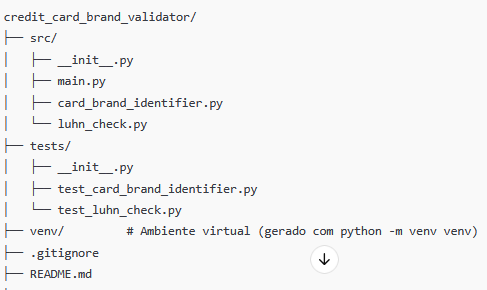 credit_card_brand_validator/
├── src/
│   ├── __init__.py
│   ├── main.py
│   ├── card_brand_identifier.py
│   └── luhn_check.py
├── tests/
│   ├── __init__.py
│   ├── test_card_brand_identifier.py
│   └── test_luhn_check.py
├── venv/         # Ambiente virtual (gerado com python -m venv venv)
├── .gitignore
├── README.md